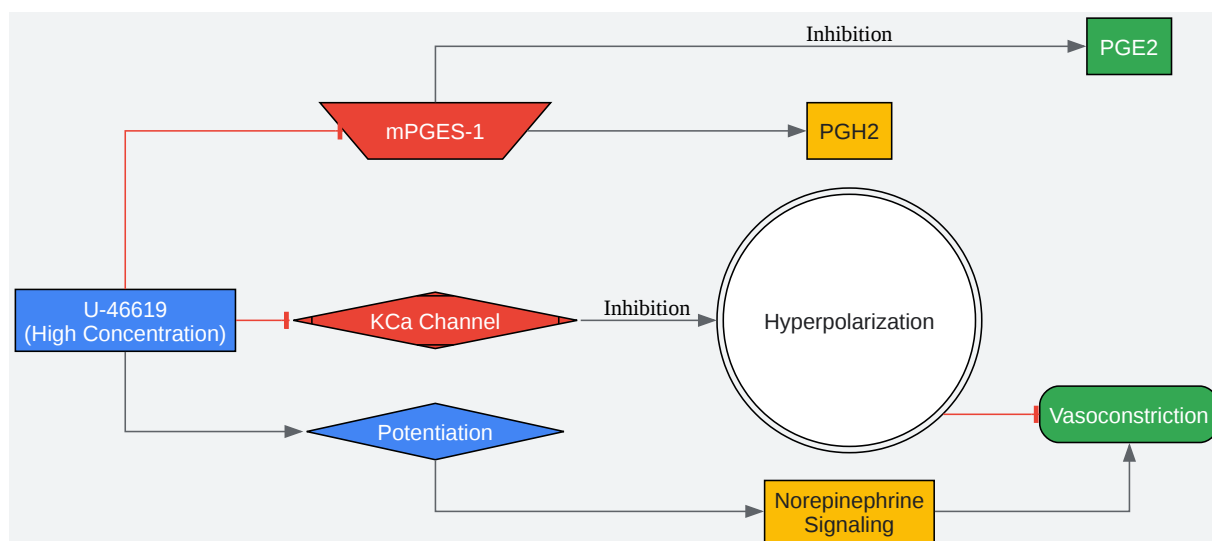 Inhibition
PGE2
mPGES-1
PGH2
U-46619
(High Concentration)
KCa Channel
Inhibition
Hyperpolarization
Potentiation
Vasoconstriction
Norepinephrine
Signaling